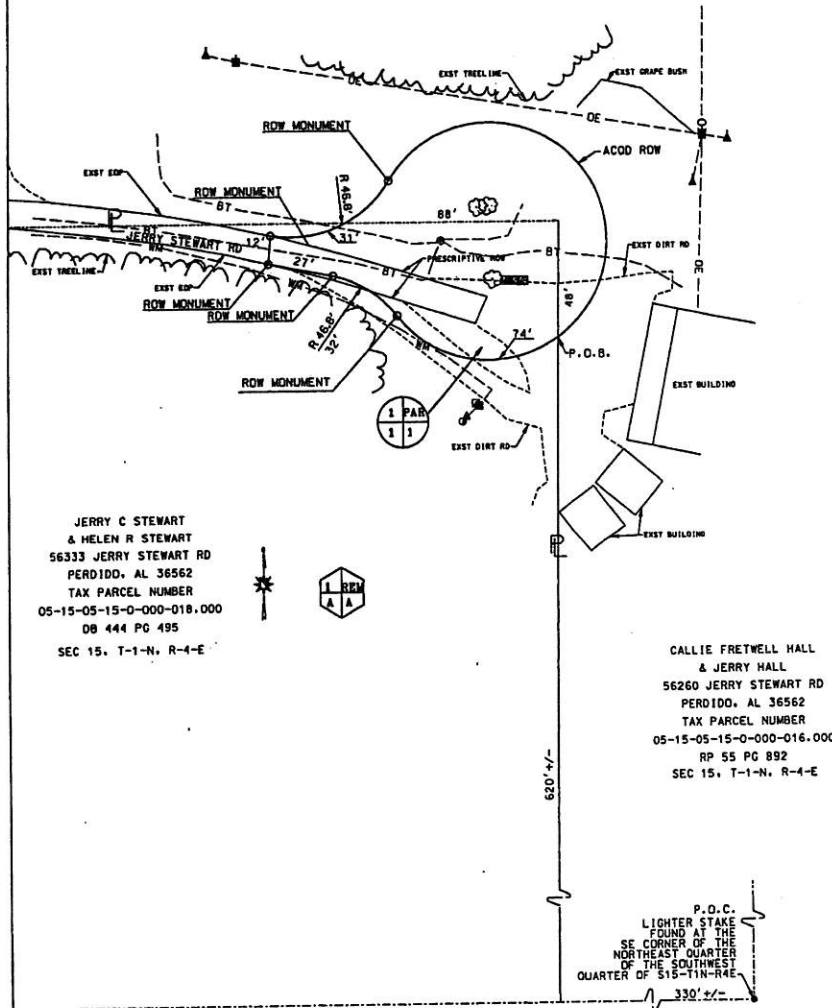 EXST TREELINE
OE
EXST GRAPE BUSH
OE
O
ROW MONUMENT
ACOD ROW
EXST EOP
ROW MONUMENT
BT
R 46.8'
88'
P
L
BT
31'
JERRY STEWART RD
12'
BT
EXST DIRT RD
WM
27'
BT
PRESCRIPTIVE ROW
OE
EXST TREELINE
EXST EOP
WM
48'
ROW MONUMENT
ROW MONUMENT
R 46.8'
32'
WM
74'
P.O.B.
ROW MONUMENT
EXST BUILDING
1 PAR
1 1
EXST DIRT RD
EXST BUILDING
P
L
JERRY C STEWART
& HELEN R STEWART
56333 JERRY STEWART RD
PERDIDO, AL 36562
TAX PARCEL NUMBER
05-15-05-15-0-000-018.000
DB 444 PG 495
SEC 15, T-1-N, R-4-E
1 REM
A A
CALLIE FRETWELL HALL
& JERRY HALL
56260 JERRY STEWART RD
PERDIDO, AL 36562
TAX PARCEL NUMBER
05-15-05-15-0-000-016.000
RP 55 PG 892
SEC 15, T-1-N, R-4-E
620'+/-
P.O.C.
LIGHTER STAKE
FOUND AT THE
SE CORNER OF THE
NORTHEAST QUARTER
OF THE SOUTHWEST
QUARTER OF S15-T1N-R4E
330'+/-